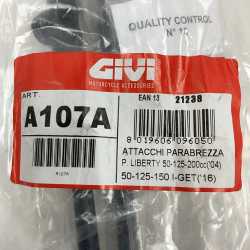 QUALITY CONTROL
N° 10
GIVI
MOTORCYCLE ACCESSORIES
ART.
EAN 13
21238
A107A
8 019606 096050
A107A
ATTACCHI PARABREZZA
P. LIBERTY 50-125-200cc('04)
50-125-150 I-GET('16)